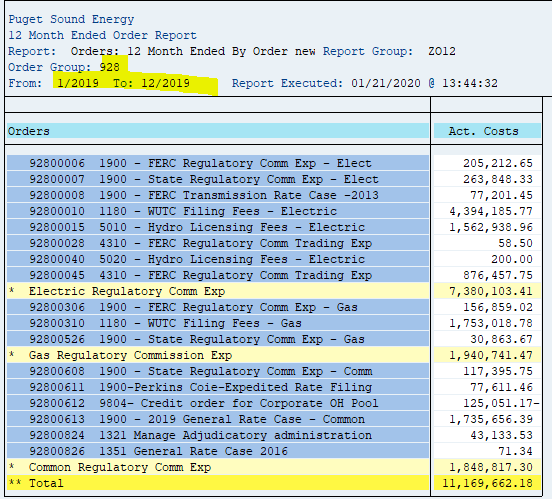 Puget Sound Energy
12 Month Ended Order Report
Report: Orders: 12 Month Ended By Order new Report Group: ZO12
Order Group: 928
From: 1/2019 To: 12/2019 Report Executed: 01/21/2020 @ 13:44:32
Orders Act. Costs
92800006 1900 - FERC Regulatory Comm Exp - Elect 205,212.65
92800007 1900 - State Regulatory Comm Exp - Elect 263,848.33
92800008 1900 - FERC Transmission Rate Case -2013 77,201.45
92800010 1180 - WUTC Filing Fees - Electric 4,394,185.77
92800015 5010 - Hydro Licensing Fees - Electric 1,562,938.96
92800028 4310 - FERC Regulatory Comm Trading Exp 58.50
92800040 5020 - Hydro Licensing Fees - Electric 200.00
92800045 4310 - FERC Regulatory Comm Trading Exp 876,457.75
* Electric Regulatory Comm Exp 7,380,103.41
92800306 1900 - FERC Regulatory Comm Exp - Gas 156,859.02
92800310 1180 - WUTC Filing Fees - Gas 1,753,018.78
92800526 1900 - State Regulatory Comm Exp - Gas 30,863.67
* Gas Regulatory Commission Exp 1,940,741.47
92800608 1900 - State Regulatory Comm Exp - Comm 117,395.75
92800611 1900-Perkins Coie-Expedited Rate Filing 77,611.46
92800612 9804- Credit order for Corporate OH Pool 125,051.17-
92800613 1900 - 2019 General Rate Case - Common 1,735,656.39
92800824 1321 Manage Adjudicatory administration 43,133.53
92800826 1351 General Rate Case 2016 71.34
* Common Regulatory Comm Exp 1,848,817.30
** Total 11,169,662.18